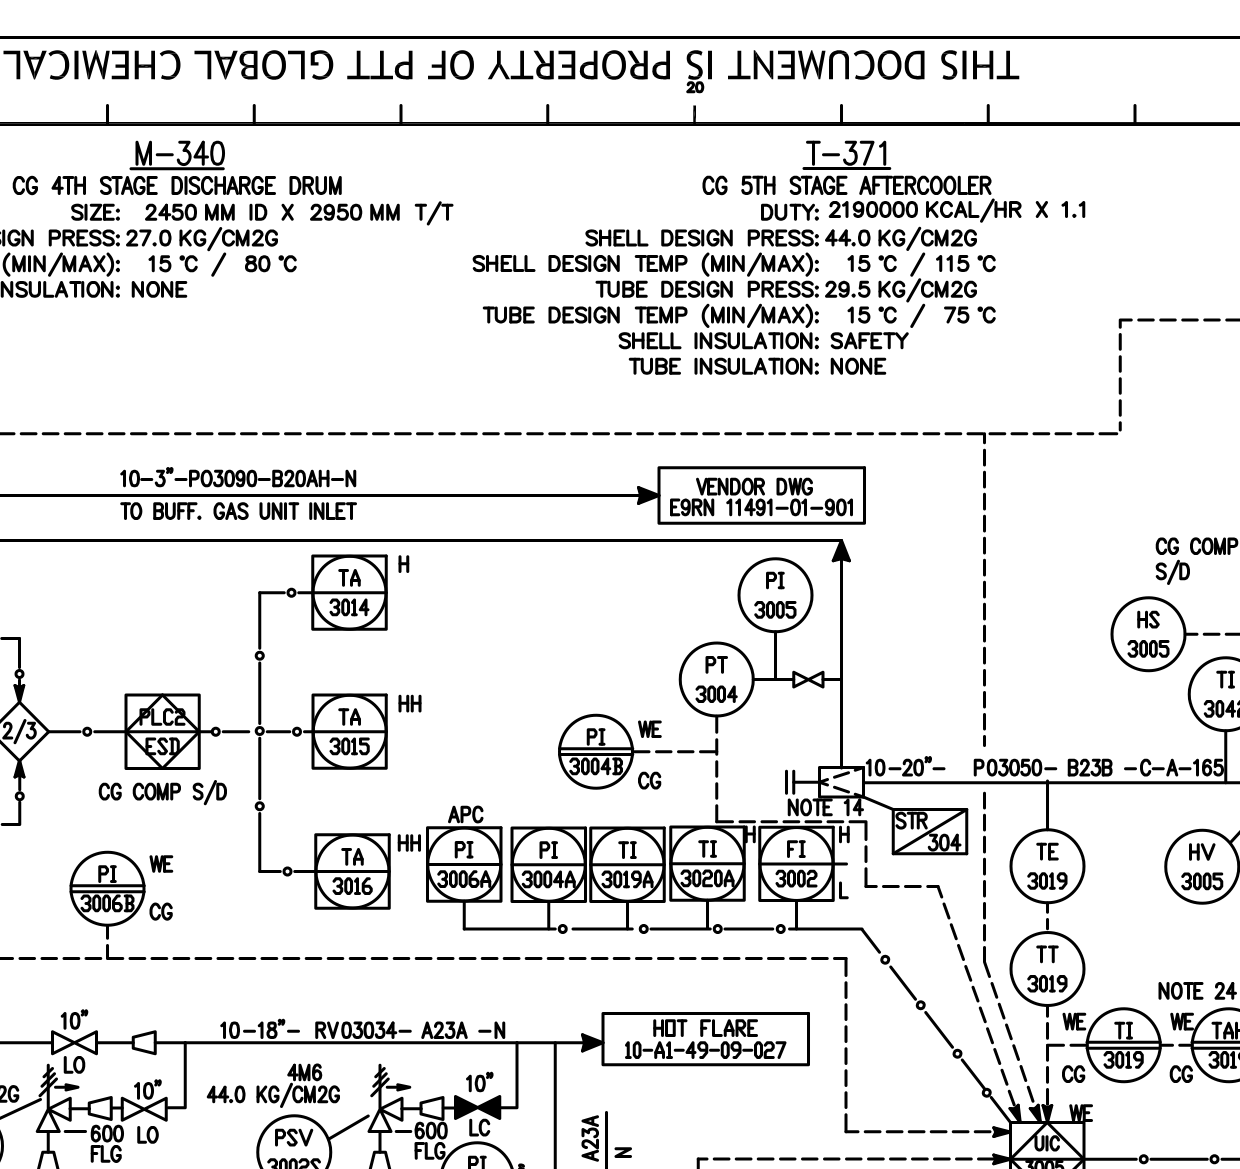 THIS DOCUMENT IS PROPERTY OF PTT GLOBAL CHEMICAL
20
M-340
CG 4TH STAGE DISCHARGE DRUM
SIZE: 2450 MM ID X 2950 MM T/T
SIGN PRESS: 27.0 KG/CM2G
(MIN/MAX): 15 °C / 80 °C
NSULATION: NONE
T-371
CG 5TH STAGE AFTERCOOLER
DUTY: 2190000 KCAL/HR X 1.1
SHELL DESIGN PRESS: 44.0 KG/CM2G
SHELL DESIGN TEMP (MIN/MAX): 15 °C / 115 °C
TUBE DESIGN PRESS: 29.5 KG/CM2G
TUBE DESIGN TEMP (MIN/MAX): 15 °C / 75 °C
SHELL INSULATION: SAFETY
TUBE INSULATION: NONE
10-3"-P03090-B20AH-N
TO BUFF. GAS UNIT INLET
VENDOR DWG
E9RN 11491-01-901
CG COMP
S/D
HS
3005
TI
3042
TA
3014
H
PI
3005
PT
3004
2/3
PLC2
ESD
CG COMP S/D
TA
3015
HH
PI
3004B
WE
CG
10-20"- P03050- B23B -C-A-165
NOTE 14
STR
304
TA
3016
HH
APC
PI
3006A
PI
3004A
TI
3019A
TI
3020A
H
FI
3002
H
L
TE
3019
HV
3005
PI
3006B
WE
CG
TT
3019
NOTE 24
WE
TI
3019
CG
WE
TAH
3019
CG
10"
LO
10-18"- RV03034- A23A -N
HOT FLARE
10-A1-49-09-027
2G
10"
600
FLG
LO
4M6
44.0 KG/CM2G
PSV
3002S
10"
600
FLG
LC
PI
A23A
N
WE
UIC
3005